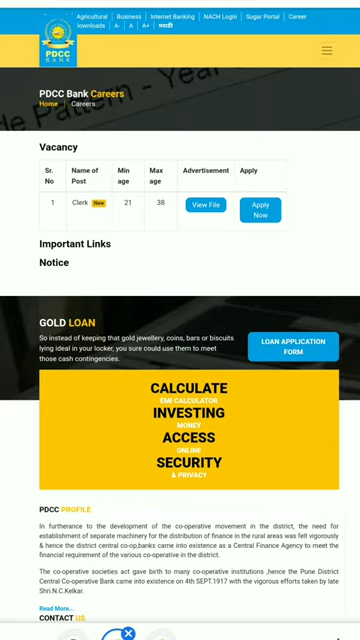 Agricultural | Business | Internet Banking | NACH Login | Sugar Portal | Career
Downloads | A- | A | A+ | मराठी
PDCC
BANK
PDCC Bank Careers
Home | Careers
Vacancy
Sr. No | Name of Post | Min age | Max age | Advertisement | Apply
1 | Clerk New | 21 | 38 | View File | Apply Now
Important Links
Notice
GOLD LOAN
So instead of keeping that gold jewellery, coins, bars or biscuits
lying ideal in your locker, you sure could use them to meet
those cash contingencies.
LOAN APPLICATION
FORM
CALCULATE
EMI CALCULATOR
INVESTING
MONEY
ACCESS
ONLINE
SECURITY
& PRIVACY
PDCC PROFILE
In furtherance to the development of the co-operative movement in the district, the need for
establishment of separate machinery for the distribution of finance in the rural areas was felt vigorously
& hence the district central co-op,banks came into existence as a Central Finance Agency to meet the
financial requirement of the various co-operative in the district.
The co-operative societies act gave birth to many co-operative institutions ,hence the Pune District
Central Co-operative Bank came into existence on 4th SEPT.1917 with the vigorous efforts taken by late
Shri.N.C.Kelkar.
Read More...
CONTACT US